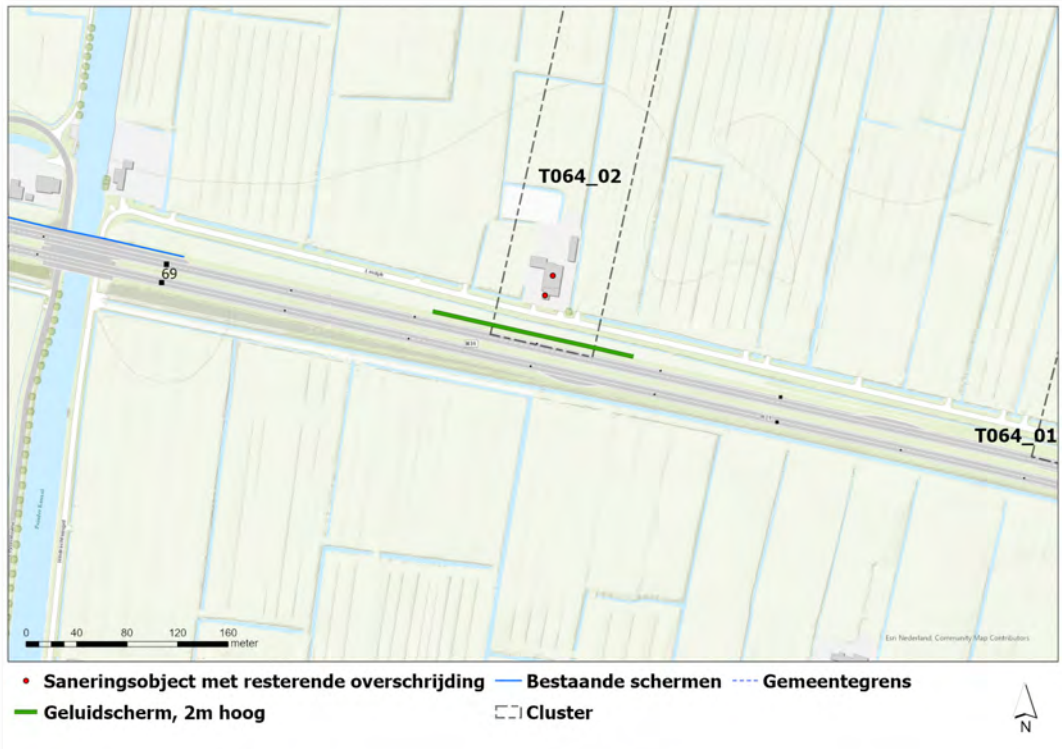 T064_02
Lindijk
69
T064_01
0 40 80 120 160
meter
Esri Nederland, Community Map Contributors
Saneringsobject met resterende overschrijding
Bestaande schermen
Gemeentegrens
Geluidscherm, 2m hoog
Cluster
N